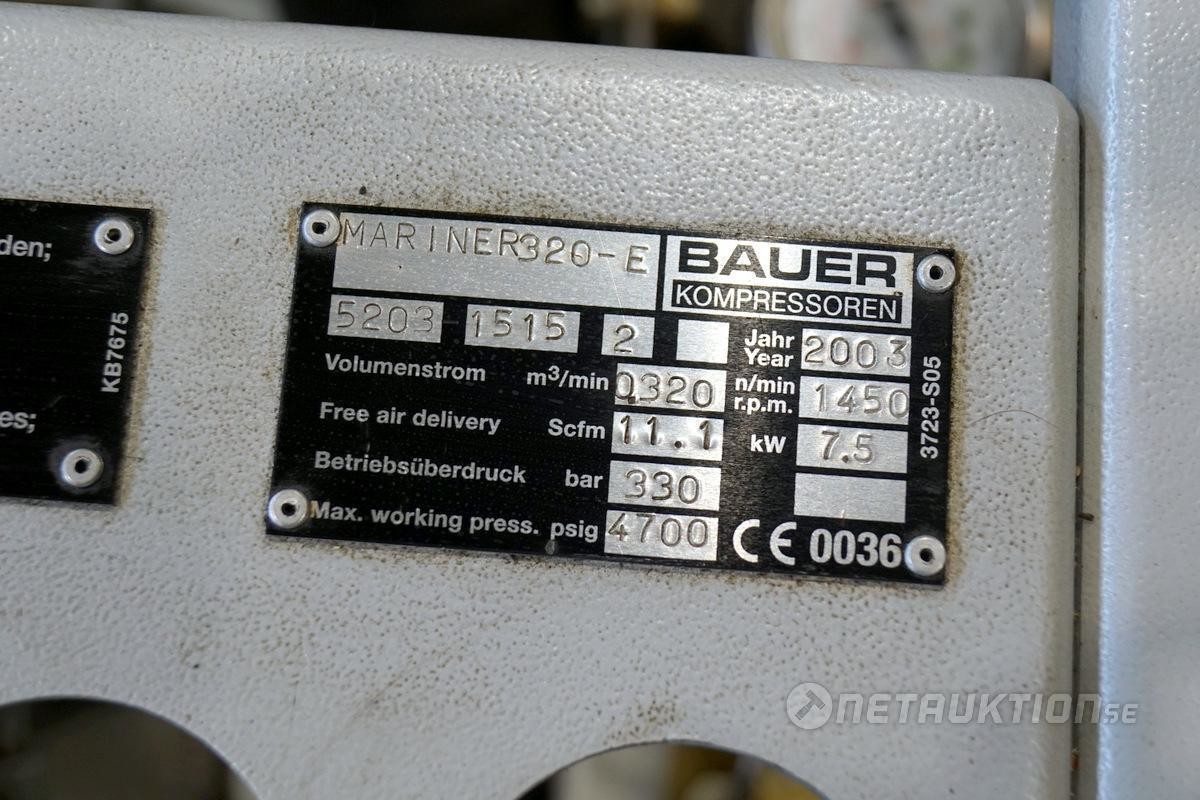 den;
KB7675
es;
MARINER320-E
BAUER
KOMPRESSOREN
5203 1515 2
Jahr
Year 2003
Volumenstrom m³/min 0,320
n/min
r.p.m. 1450
Free air delivery Scfm 11.1
kW 7.5
Betriebsüberdruck bar 330
Max. working press. psig 4700
CE 0036
3723-S05
NETAUKTION.SE